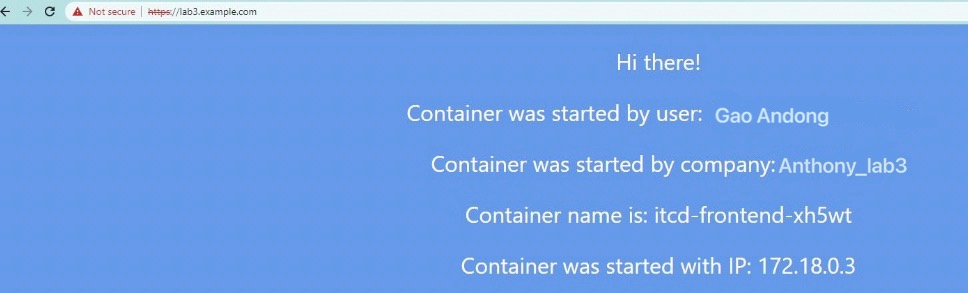 Not secure | https://lab3.example.com
Hi there!
Container was started by user: Gao Andong
Container was started by company: Anthony_lab3
Container name is: itcd-frontend-xh5wt
Container was started with IP: 172.18.0.3